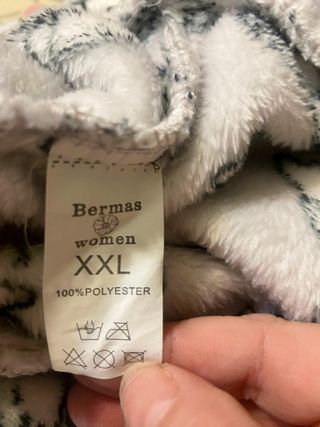 Bermas
women
XXL
100%POLYESTER